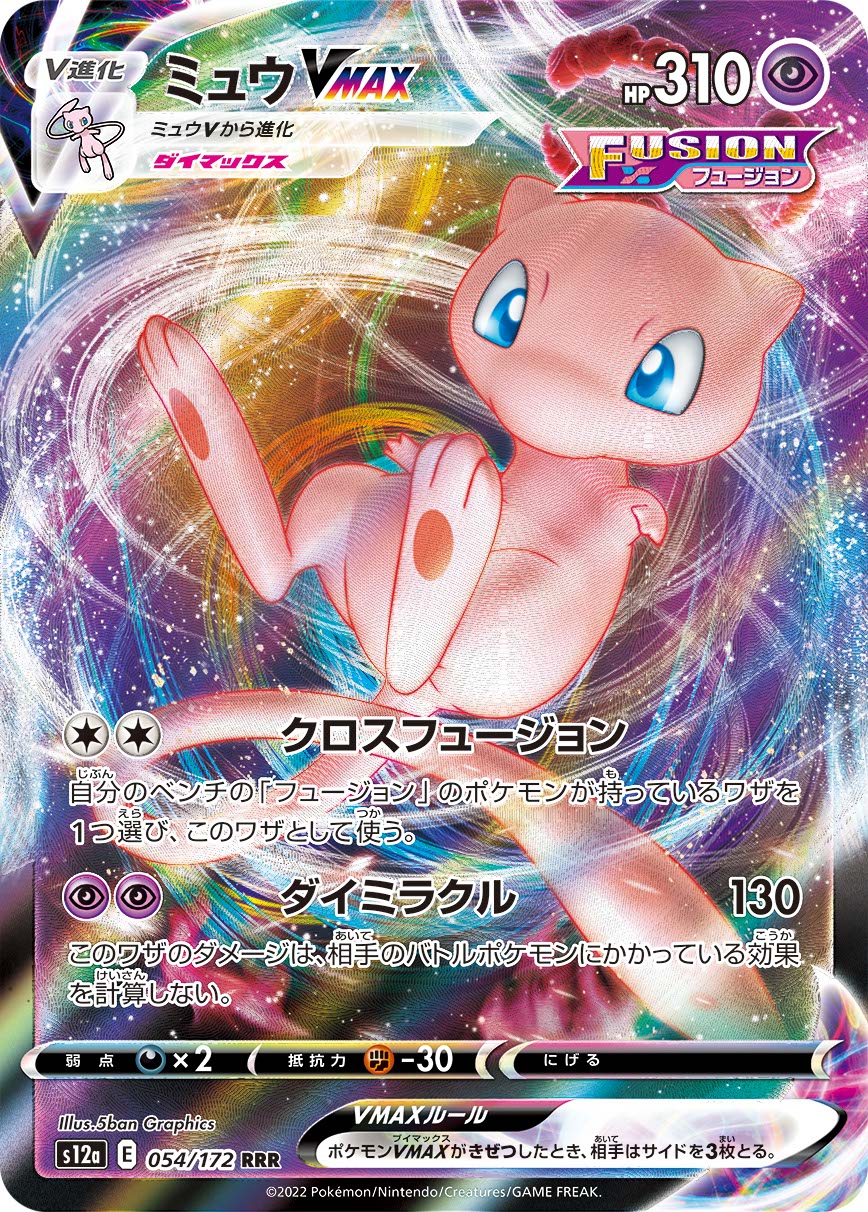 V進化
ミュウVMAX
HP310
ミュウVから進化
ダイマックス
FUSION
フュージョン
クロスフュージョン
自分のベンチの「フュージョン」のポケモンが持っているワザを
1つ選び、このワザとして使う。
ダイミラクル 130
このワザのダメージは、相手のバトルポケモンにかかっている効果
を計算しない。
弱点 ×2 抵抗力 -30 にげる
Illus.5ban Graphics
VMAXルール
ポケモンVMAXがきぜつしたとき、相手はサイドを3枚とる。
s12a E 054/172 RRR
©2022 Pokémon/Nintendo/Creatures/GAME FREAK.